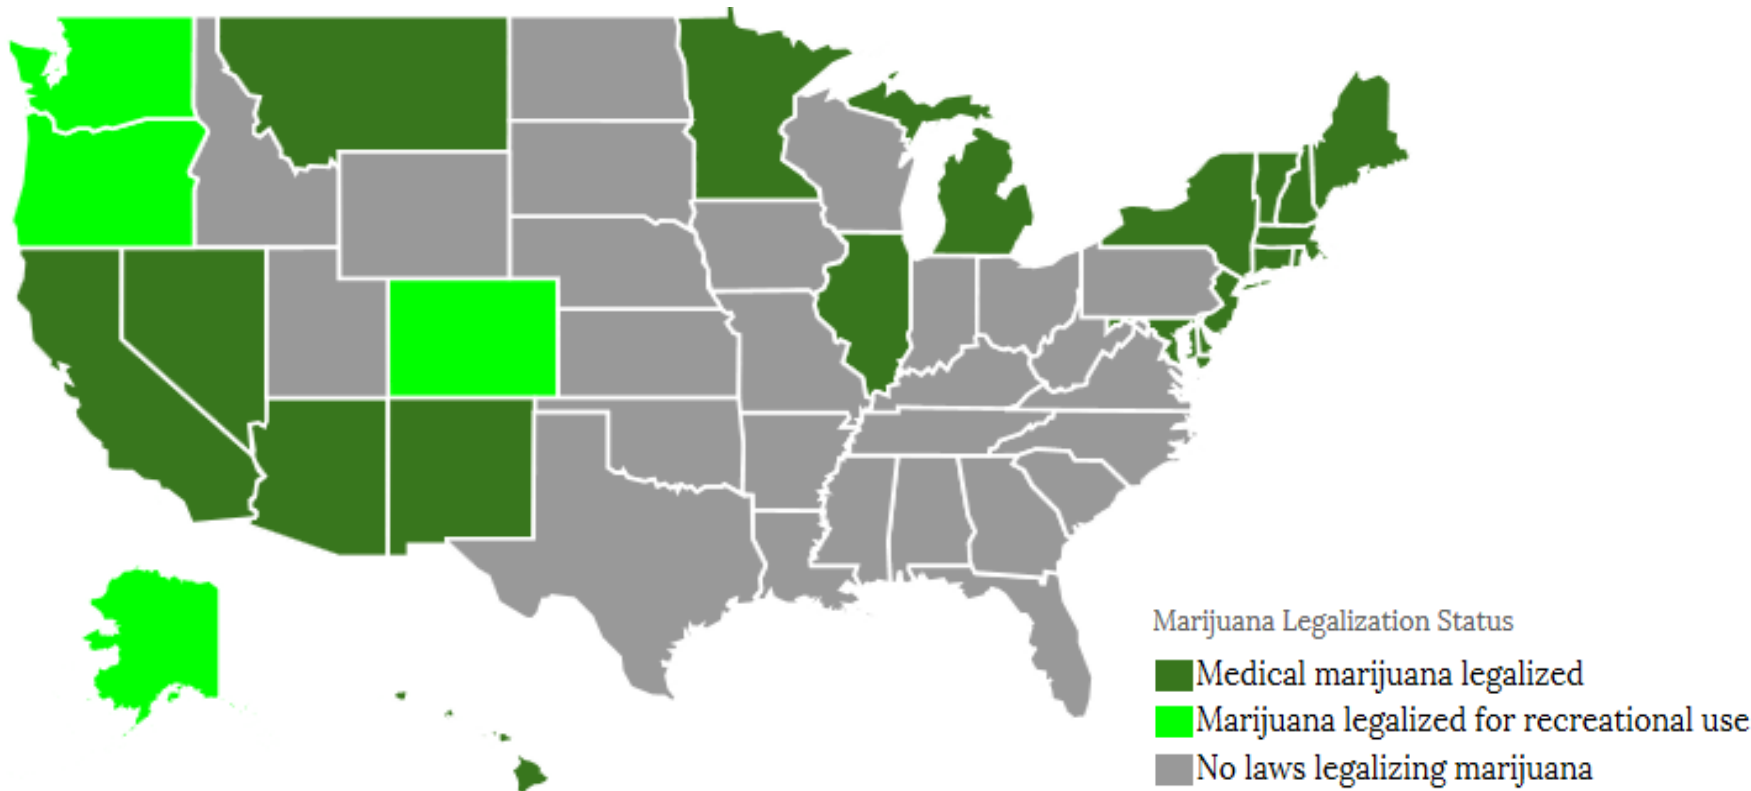 Marijuana Legalization Status
Medical marijuana legalized
Marijuana legalized for recreational use
No laws legalizing marijuana